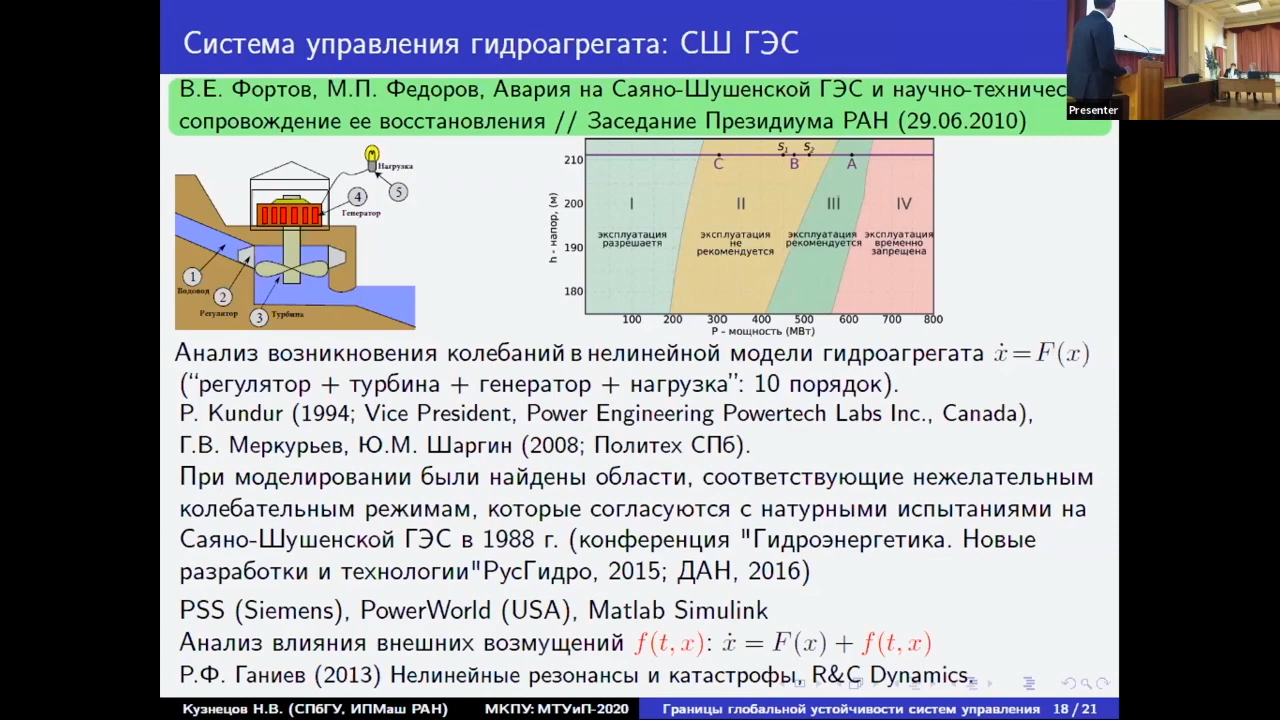 Система управления гидроагрегата: СШ ГЭС
Presenter
В.Е. Фортов, М.П. Федоров, Авария на Саяно-Шушенской ГЭС и научно-техничес
сопровождение ее восстановления // Заседание Президиума РАН (29.06.2010)
Нагрузка
4
5
Генератор
1
Водовод
2
Регулятор
3
Турбина
h - напор, (м)
210
200
190
180
C
S₁
B
S₂
A
I
эксплуатация
разрешаетя
II
эксплуатация
не
рекомендуется
III
эксплуатация
рекомендуется
IV
эксплуатация
временно
запрещена
100 200 300 400 500 600 700 800
P - мощность (МВт)
Анализ возникновения колебаний в нелинейной модели гидроагрегата ẋ = F(x)
(“регулятор + турбина + генератор + нагрузка”: 10 порядок).
P. Kundur (1994; Vice President, Power Engineering Powertech Labs Inc., Canada),
Г.В. Меркурьев, Ю.М. Шаргин (2008; Политех СПб).
При моделировании были найдены области, соответствующие нежелательным
колебательным режимам, которые согласуются с натурными испытаниями на
Саяно-Шушенской ГЭС в 1988 г. (конференция "Гидроэнергетика. Новые
разработки и технологии"РусГидро, 2015; ДАН, 2016)
PSS (Siemens), PowerWorld (USA), Matlab Simulink
Анализ влияния внешних возмущений f(t, x): ẋ = F(x) + f(t, x)
Р.Ф. Ганиев (2013) Нелинейные резонансы и катастрофы, R&C Dynamics.
Кузнецов Н.В. (СПбГУ, ИПМаш РАН) МКПУ: МТУиП-2020 Границы глобальной устойчивости систем управления 18 / 21